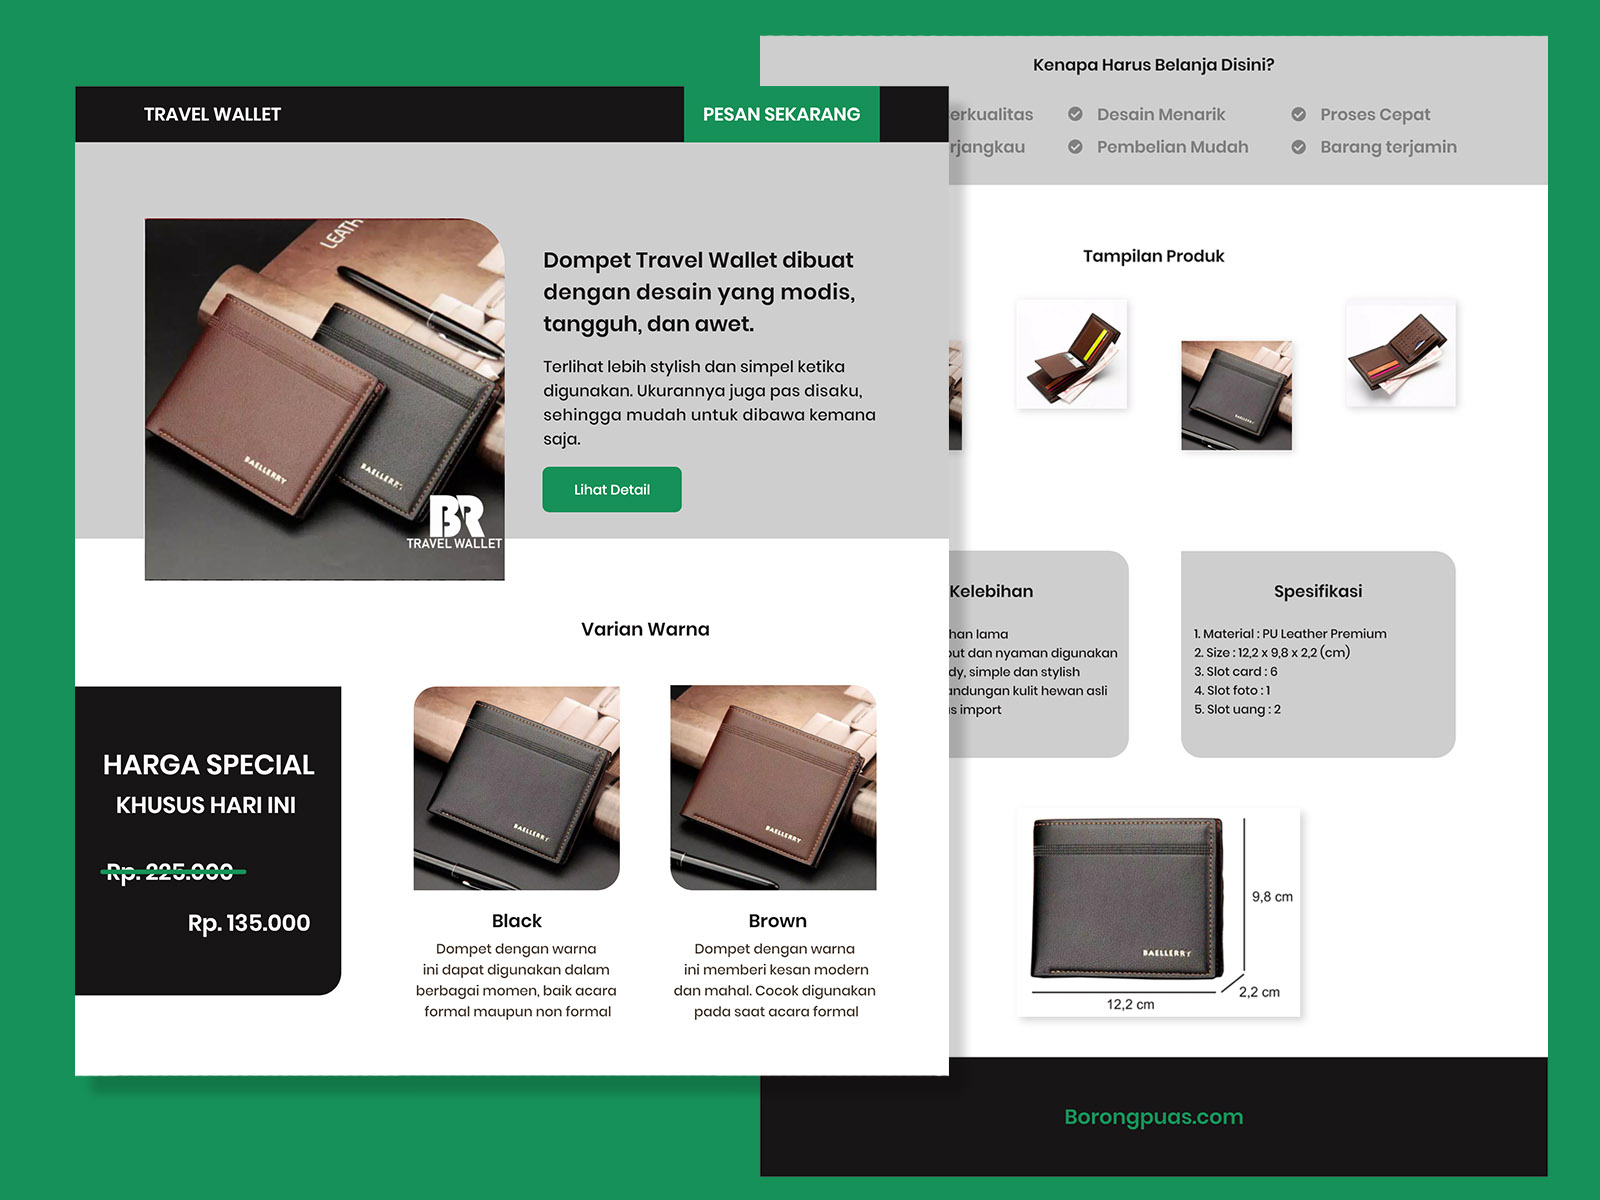 TRAVEL WALLET
PESAN SEKARANG
LEATH
Dompet Travel Wallet dibuat
dengan desain yang modis,
tangguh, dan awet.
Terlihat lebih stylish dan simpel ketika
digunakan. Ukurannya juga pas disaku,
sehingga mudah untuk dibawa kemana
saja.
Lihat Detail
BAELLERRY
BAELLERRY
BR
TRAVEL WALLET
Varian Warna
HARGA SPECIAL
KHUSUS HARI INI
Rp. 225.000
Rp. 135.000
BAELLERRY
BAELLERRY
Black
Dompet dengan warna
ini dapat digunakan dalam
berbagai momen, baik acara
formal maupun non formal
Brown
Dompet dengan warna
ini memberi kesan modern
dan mahal. Cocok digunakan
pada saat acara formal
Kenapa Harus Belanja Disini?
erkualitas
Desain Menarik
Proses Cepat
rjangkau
Pembelian Mudah
Barang terjamin
Tampilan Produk
BAELLERRY
Kelebihan
han lama
but dan nyaman digunakan
dy, simple dan stylish
andungan kulit hewan asli
s import
Spesifikasi
1. Material : PU Leather Premium
2. Size : 12,2 x 9,8 x 2,2 (cm)
3. Slot card : 6
4. Slot foto : 1
5. Slot uang : 2
BAELLERRY
9,8 cm
2,2 cm
12,2 cm
Borongpuas.com